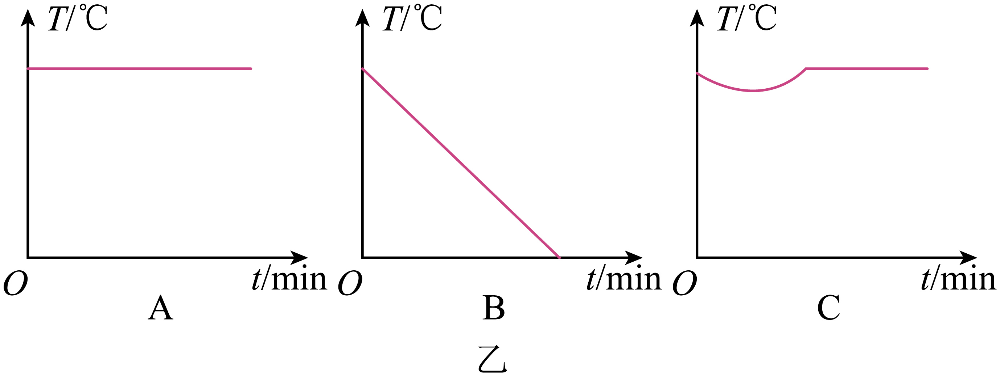 T/℃ T/℃ T/℃
O t/min O t/min O t/min
A B C
乙